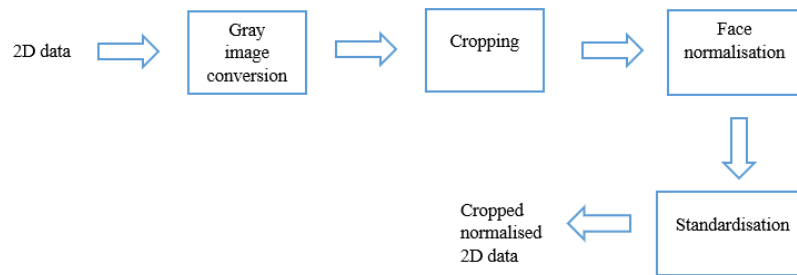 2D data
Gray
image
conversion
Cropping
Face
normalisation
Standardisation
Cropped
normalised
2D data